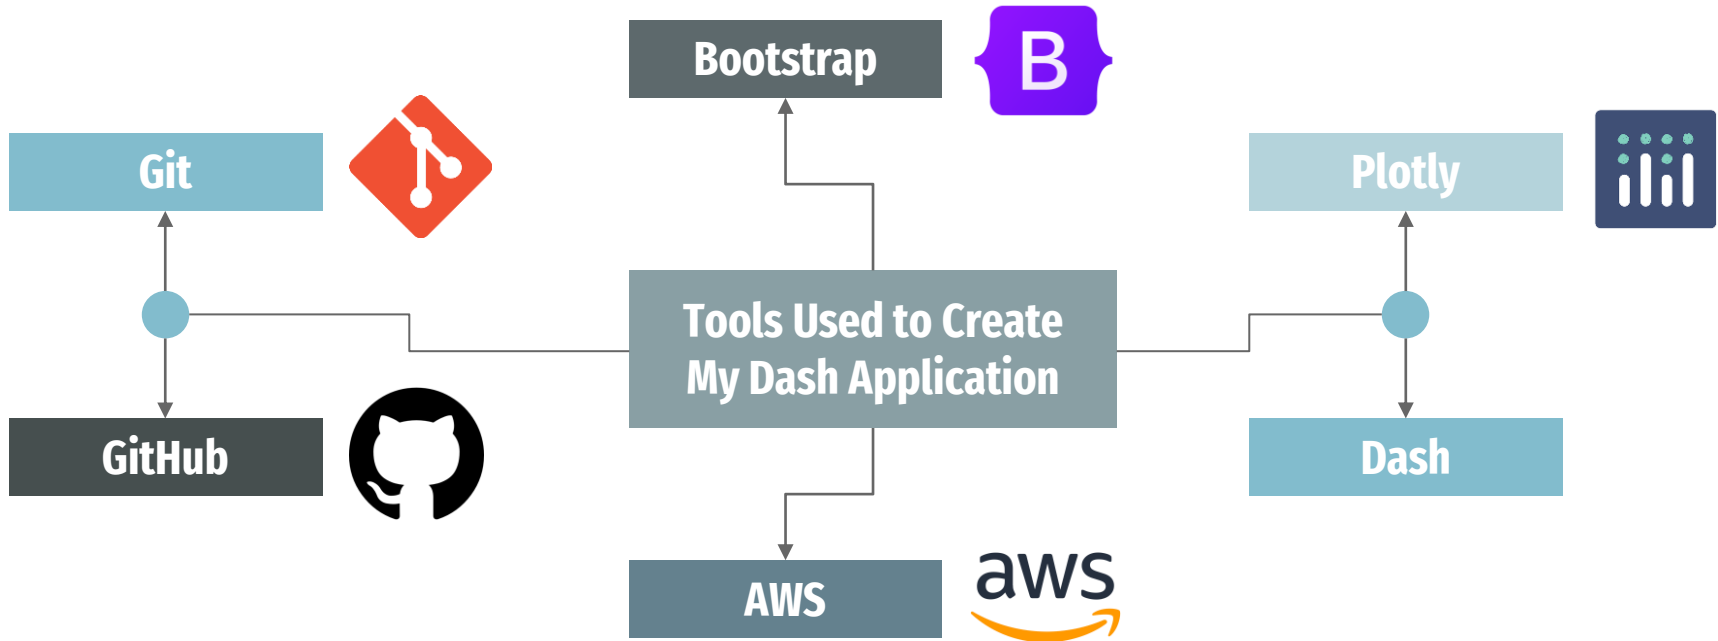 Bootstrap
B
Git
Plotly
Tools Used to Create
My Dash Application
GitHub
Dash
AWS
aws